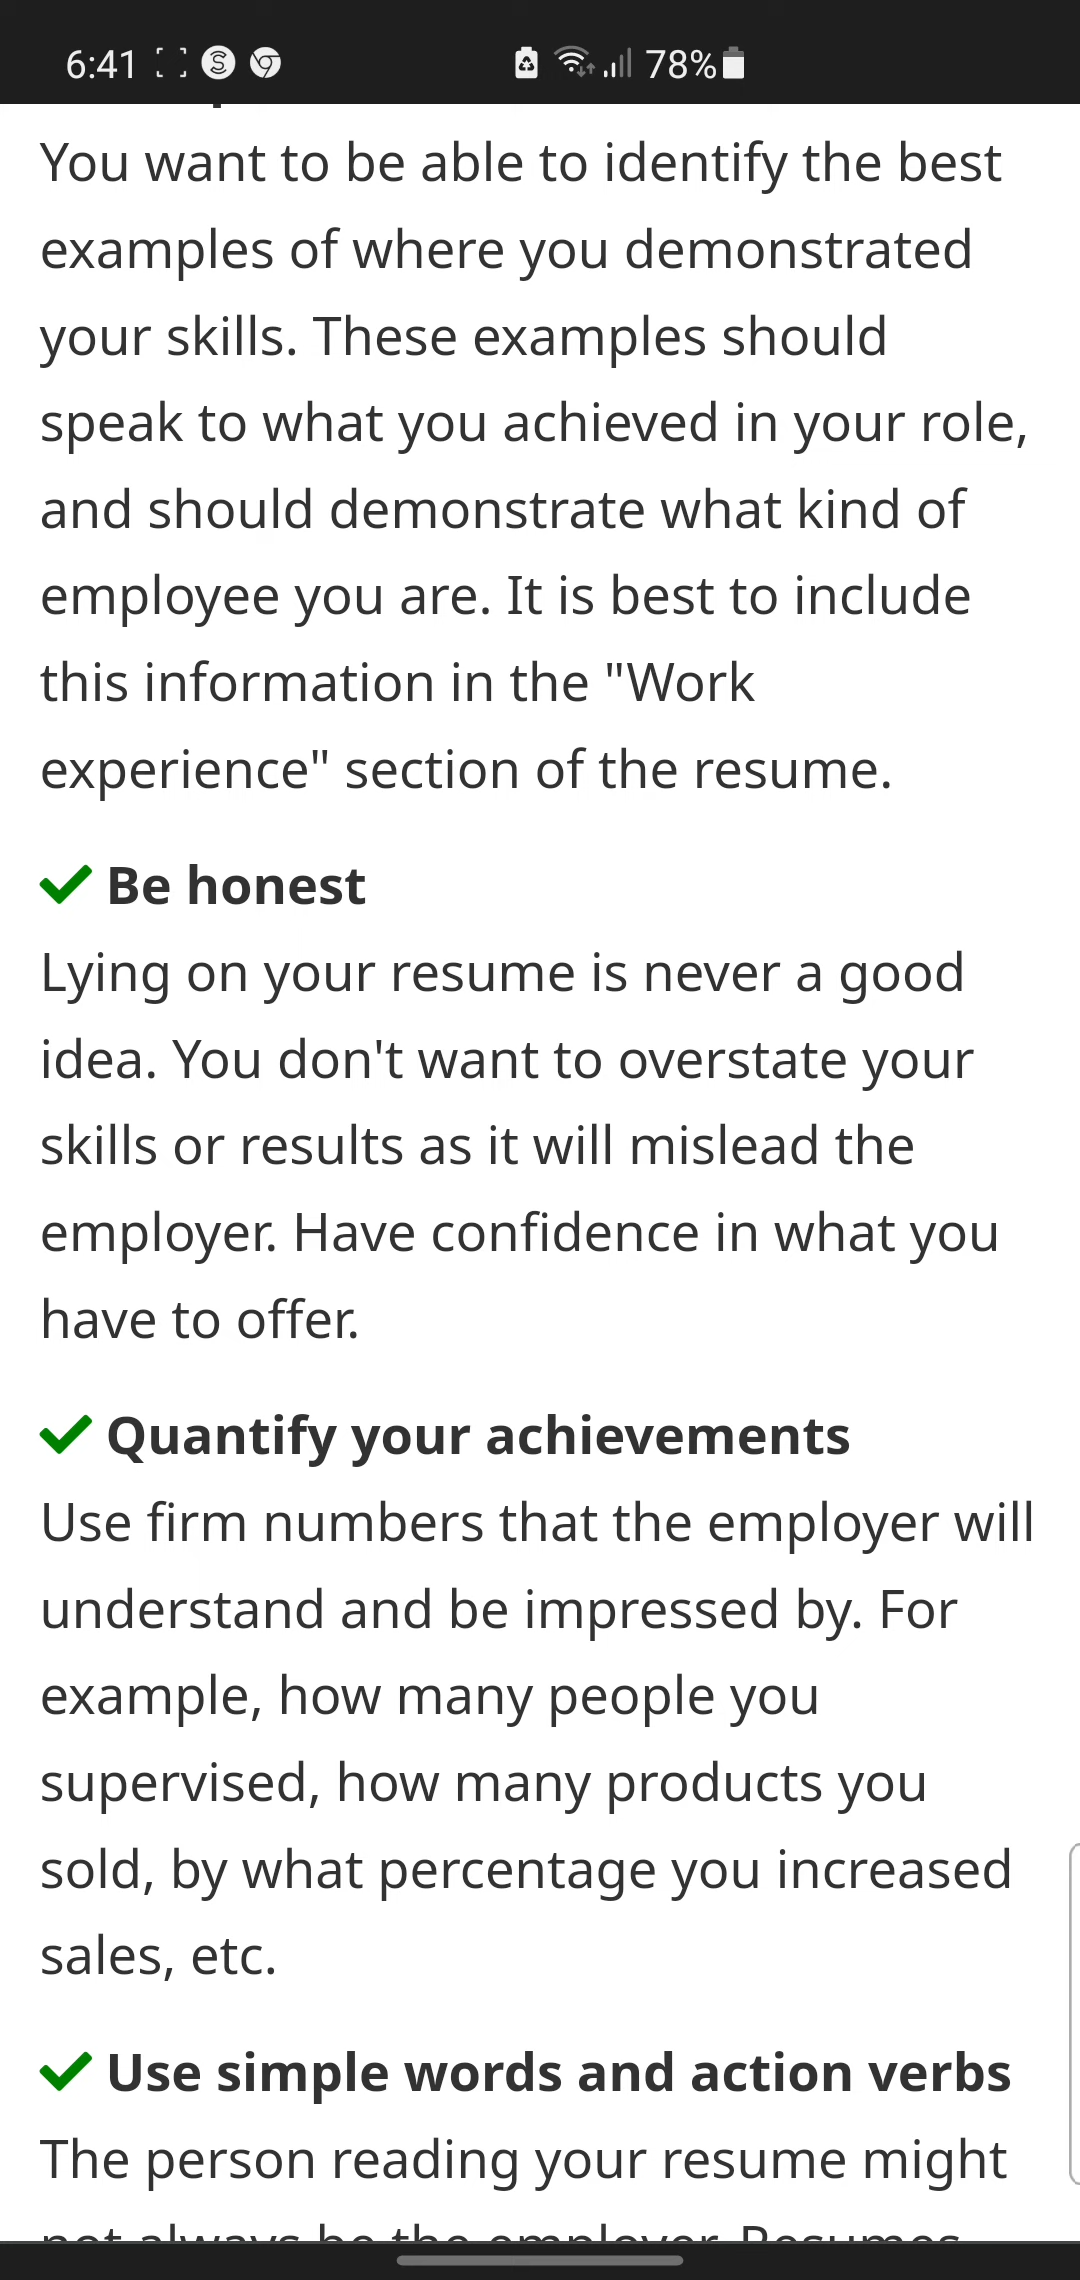 6:41 78%
You want to be able to identify the best
examples of where you demonstrated
your skills. These examples should
speak to what you achieved in your role,
and should demonstrate what kind of
employee you are. It is best to include
this information in the "Work
experience" section of the resume.
Be honest
Lying on your resume is never a good
idea. You don't want to overstate your
skills or results as it will mislead the
employer. Have confidence in what you
have to offer.
Quantify your achievements
Use firm numbers that the employer will
understand and be impressed by. For
example, how many people you
supervised, how many products you
sold, by what percentage you increased
sales, etc.
Use simple words and action verbs
The person reading your resume might
not always be the employer. Resumes